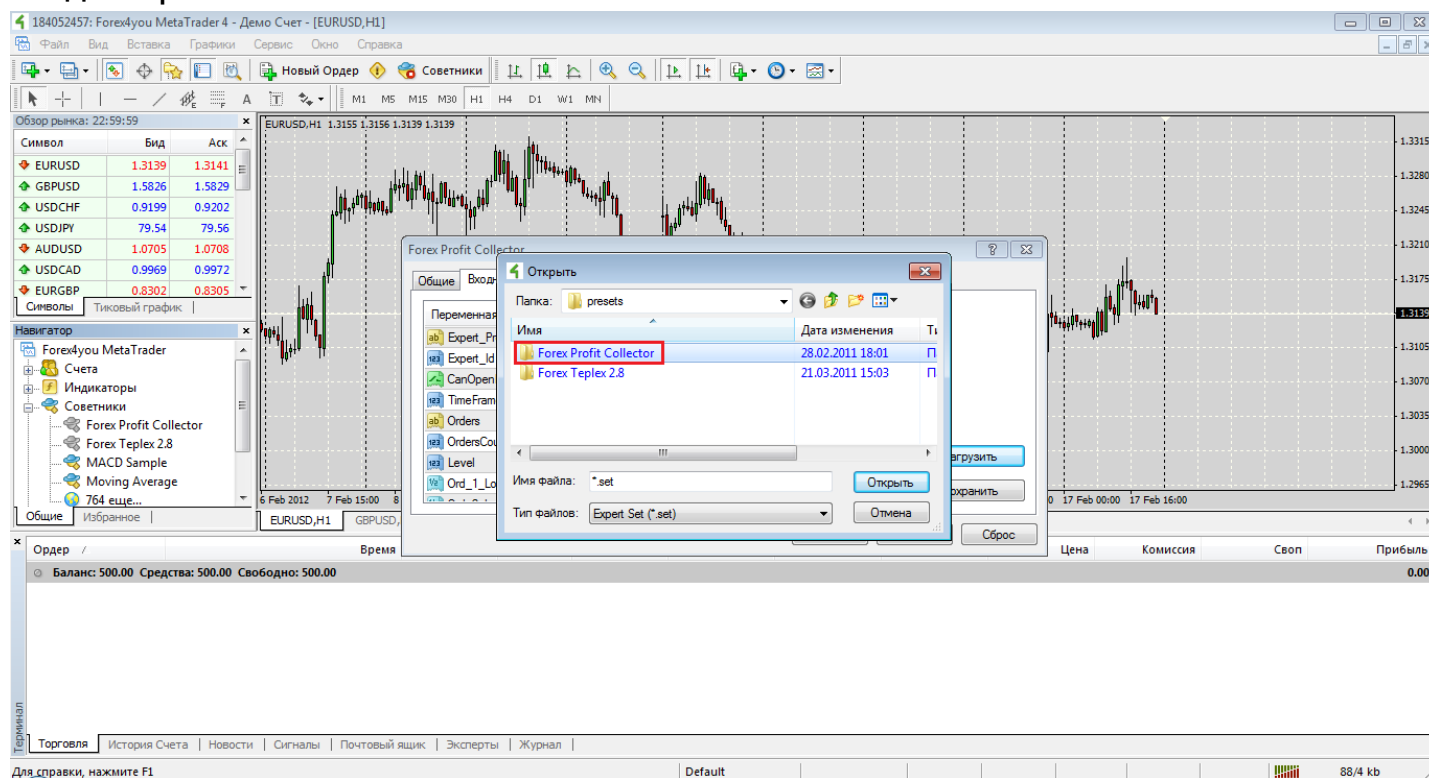 184052457: Forex4you MetaTrader 4 - Демо Счет - [EURUSD,H1]
Файл Вид Вставка Графики Сервис Окно Справка
Новый Ордер Советники
A T M1 M5 M15 M30 H1 H4 D1 W1 MN
Обзор рынка: 22:59:59
Символ Бид Аск
EURUSD 1.3139 1.3141
GBPUSD 1.5826 1.5829
USDCHF 0.9199 0.9202
USDJPY 79.54 79.56
AUDUSD 1.0705 1.0708
USDCAD 0.9969 0.9972
EURGBP 0.8302 0.8305
Символы Тиковый график
Навигатор
Forex4you MetaTrader
Счета
Индикаторы
Советники
Forex Profit Collector
Forex Teplex 2.8
MACD Sample
Moving Average
764 еще...
Общие Избранное
EURUSD,H1 1.3155 1.3156 1.3139 1.3139
1.3315
1.3280
1.3245
1.3210
1.3175
1.3139
1.3105
1.3070
1.3035
1.3000
1.2965
6 Feb 2012 7 Feb 15:00 8
17 Feb 00:00 17 Feb 16:00
EURUSD,H1 GBPUSD,
Forex Profit Collector
Общие Входн
Переменная
Expert_Pr
Expert_Id
CanOpen
TimeFram
Orders
OrdersCou
Level
Ord_1_Lo
агрузить
охранить
Сброс
Открыть
Папка: presets
Имя Дата изменения Ти
Forex Profit Collector 28.02.2011 18:01 П
Forex Teplex 2.8 21.03.2011 15:03 П
Имя файла: *.set Открыть
Тип файлов: Expert Set (*.set) Отмена
Ордер / Время Цена Комиссия Своп Прибыль
Баланс: 500.00 Средства: 500.00 Свободно: 500.00 0.00
Терминал
Торговля История Счета Новости Сигналы Почтовый ящик Эксперты Журнал
Для справки, нажмите F1 Default 88/4 kb